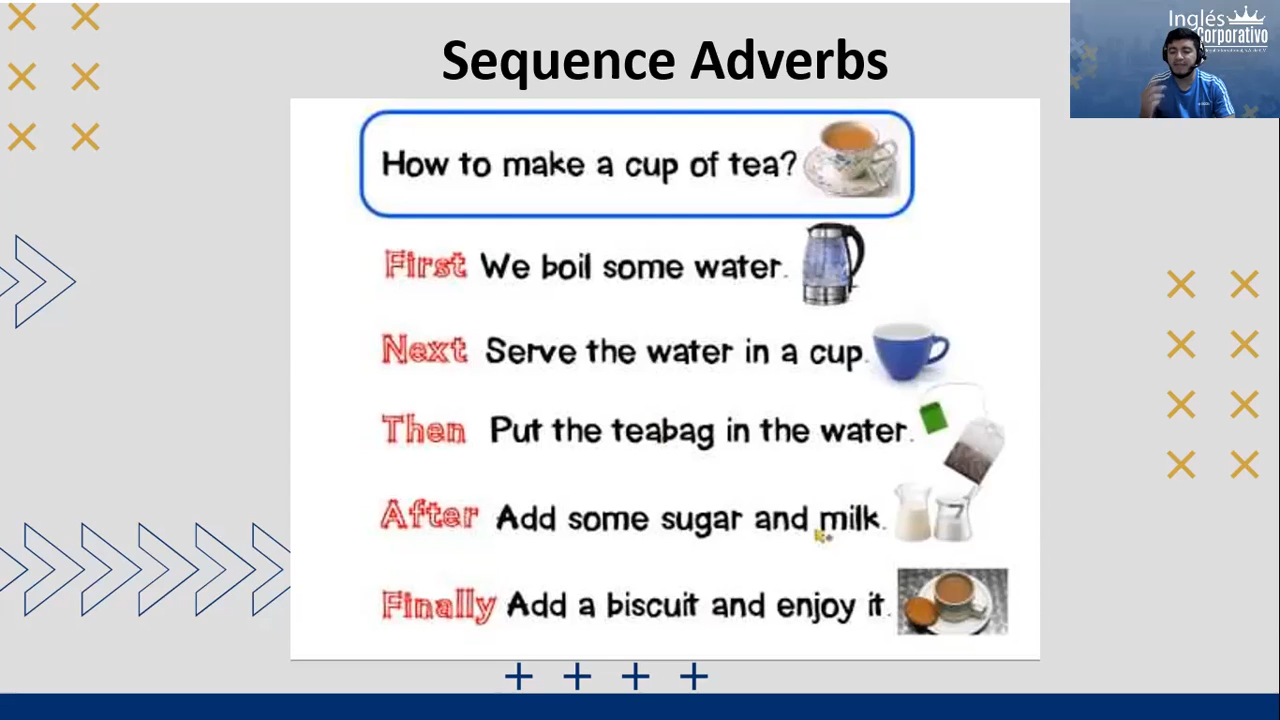 Sequence Adverbs
Inglés
Corporativo
How to make a cup of tea?
First We boil some water.
Next Serve the water in a cup.
Then Put the teabag in the water.
After Add some sugar and milk.
Finally Add a biscuit and enjoy it.